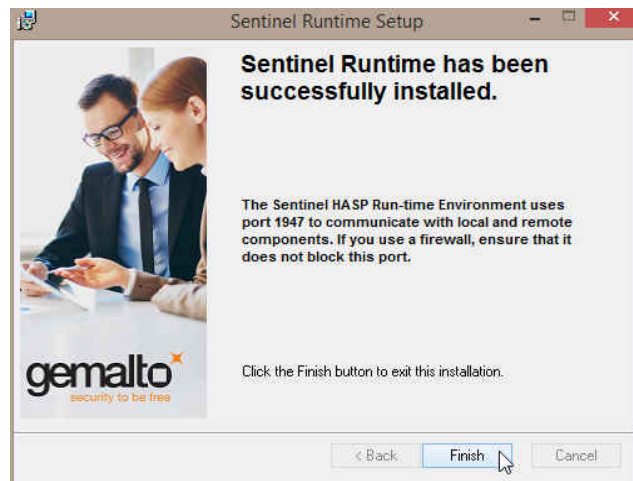 Sentinel Runtime Setup
Sentinel Runtime has been
successfully installed.
The Sentinel HASP Run-time Environment uses
port 1947 to communicate with local and remote
components. If you use a firewall, ensure that it
does not block this port.
gemalto
security to be free
Click the Finish button to exit this installation.
< Back
Finish
Cancel